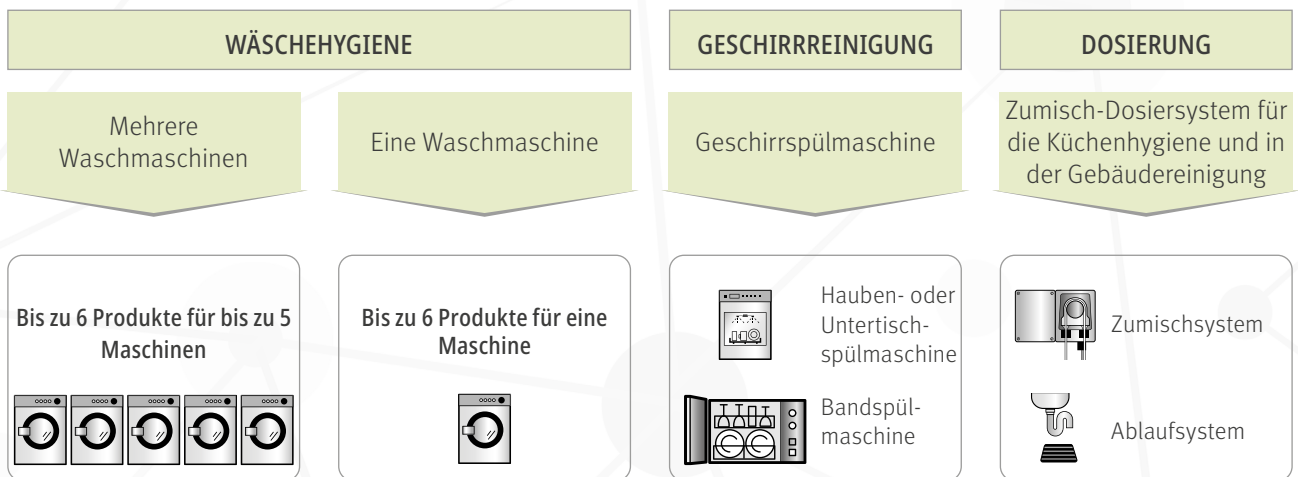 WÄSCHEHYGIENE
GESCHIRRREINIGUNG
DOSIERUNG
Mehrere
Waschmaschinen
Eine Waschmaschine
Geschirrspülmaschine
Zumisch-Dosiersystem für
die Küchenhygiene und in
der Gebäudereinigung
Bis zu 6 Produkte für bis zu 5
Maschinen
Bis zu 6 Produkte für eine
Maschine
Hauben- oder
Untertisch-
spülmaschine
Bandspül-
maschine
Zumischsystem
Ablaufsystem